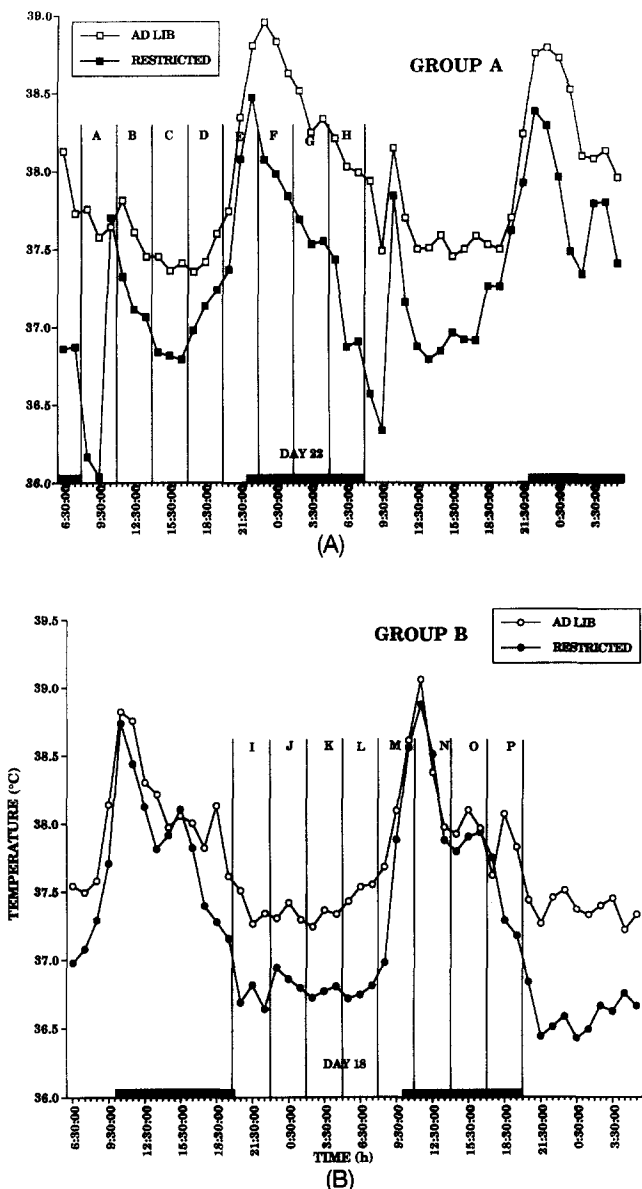 39.0
AD LIB
RESTRICTED
GROUP A
38.5
A B C D E F G H
38.0
37.5
37.0
36.5
DAY 22
36.0
6:30:00 9:30:00 12:30:00 15:30:00 18:30:00 21:30:00 0:30:00 3:30:00 6:30:00 9:30:00 12:30:00 15:30:00 18:30:00 21:30:00 0:30:00 3:30:00
(A)
39.5
GROUP B
AD LIB
RESTRICTED
39.0
38.5
I J K L M N O P
38.0
TEMPERATURE (°C)
37.5
37.0
36.5
DAY 18
36.0
6:30:00 9:30:00 12:30:00 15:30:00 18:30:00 21:30:00 0:30:00 3:30:00 6:30:00 9:30:00 12:30:00 15:30:00 18:30:00 21:30:00 0:30:00 3:30:00
TIME (h)
(B)